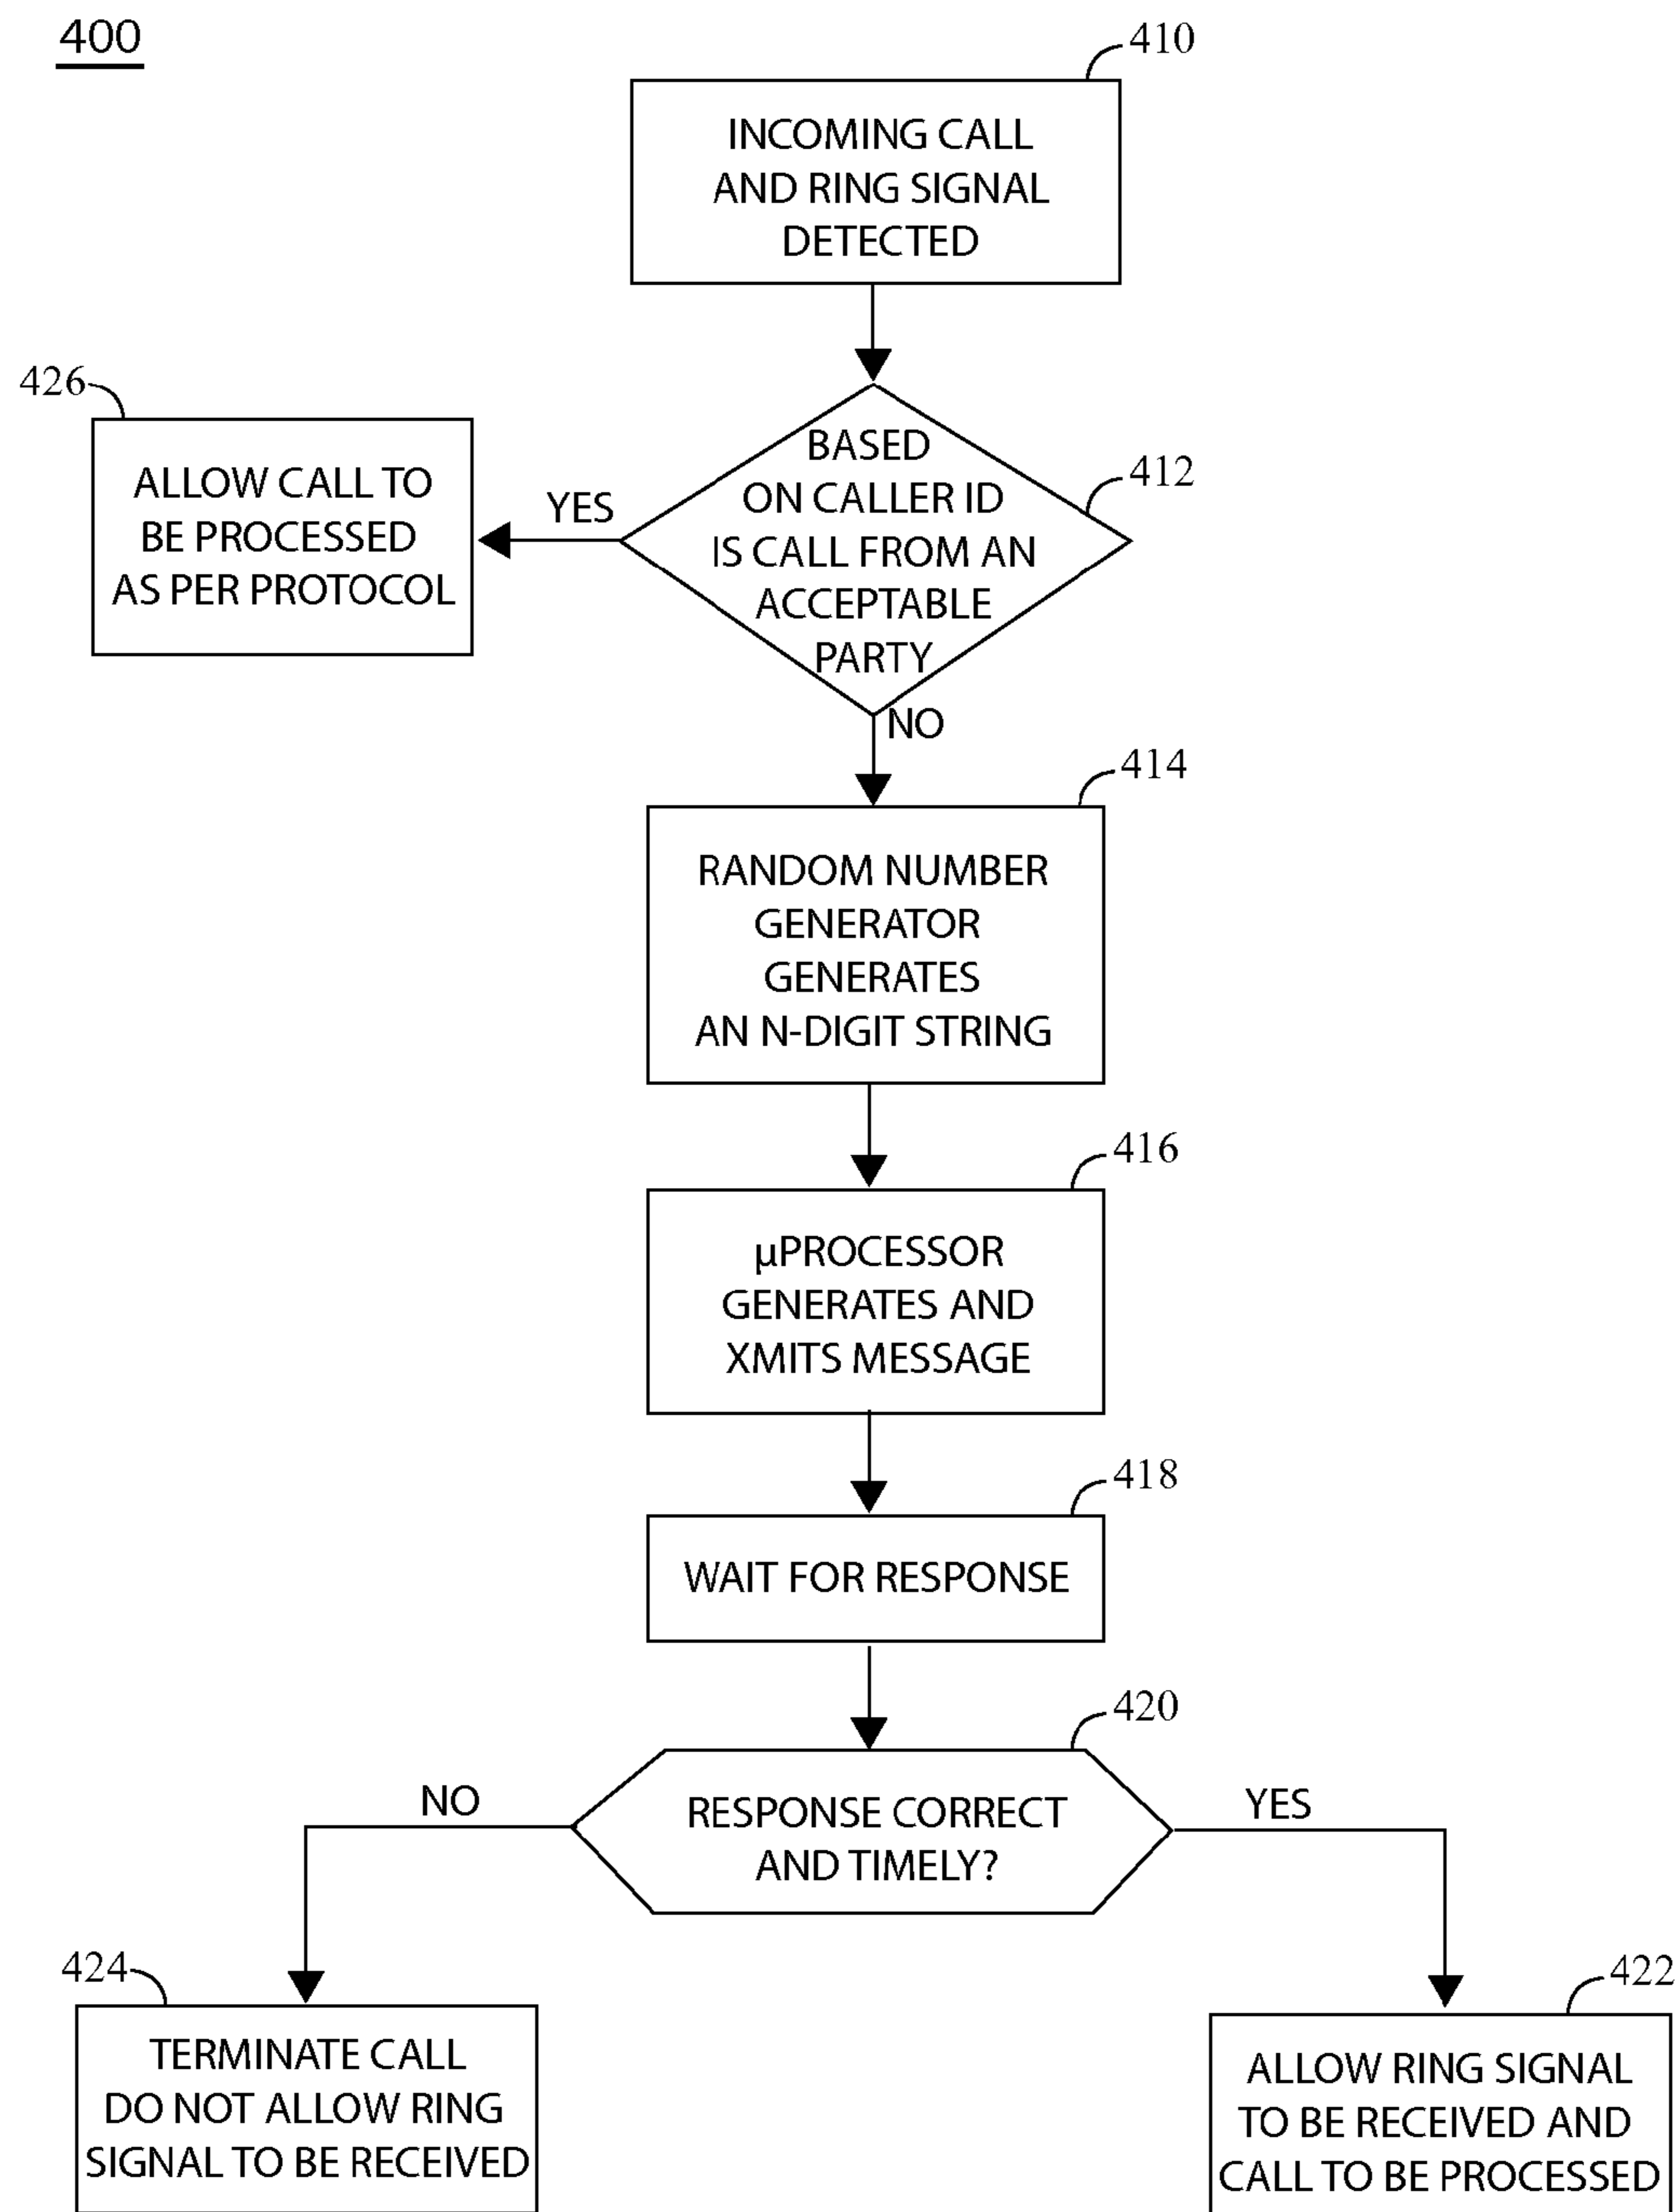 400
410
INCOMING CALL
AND RING SIGNAL
DETECTED
426
ALLOW CALL TO
BE PROCESSED
AS PER PROTOCOL
YES
BASED
ON CALLER ID
IS CALL FROM AN
ACCEPTABLE
PARTY
412
NO
414
RANDOM NUMBER
GENERATOR
GENERATES
AN N-DIGIT STRING
416
µPROCESSOR
GENERATES AND
XMITS MESSAGE
418
WAIT FOR RESPONSE
420
NO
RESPONSE CORRECT
AND TIMELY?
YES
424
TERMINATE CALL
DO NOT ALLOW RING
SIGNAL TO BE RECEIVED
422
ALLOW RING SIGNAL
TO BE RECEIVED AND
CALL TO BE PROCESSED